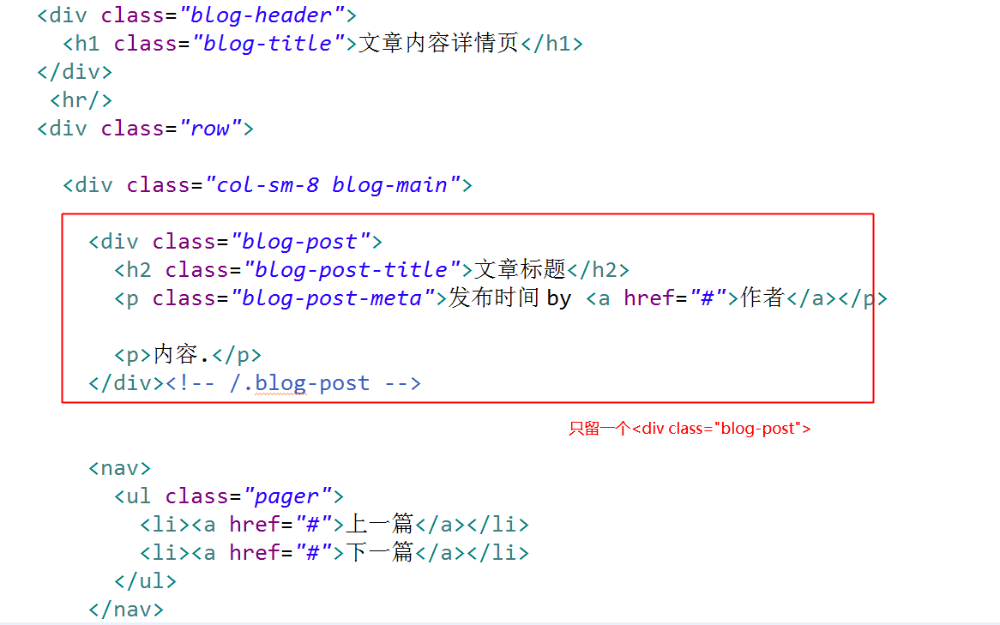 <div class="blog-header">
<h1 class="blog-title">文章内容详情页</h1>
</div>
<hr/>
<div class="row">
<div class="col-sm-8 blog-main">
<div class="blog-post">
<h2 class="blog-post-title">文章标题</h2>
<p class="blog-post-meta">发布时间 by <a href="#">作者</a></p>
<p>内容.</p>
</div><!-- /.blog-post -->
只留一个<div class="blog-post">
<nav>
<ul class="pager">
<li><a href="#">上一篇</a></li>
<li><a href="#">下一篇</a></li>
</ul>
</nav>